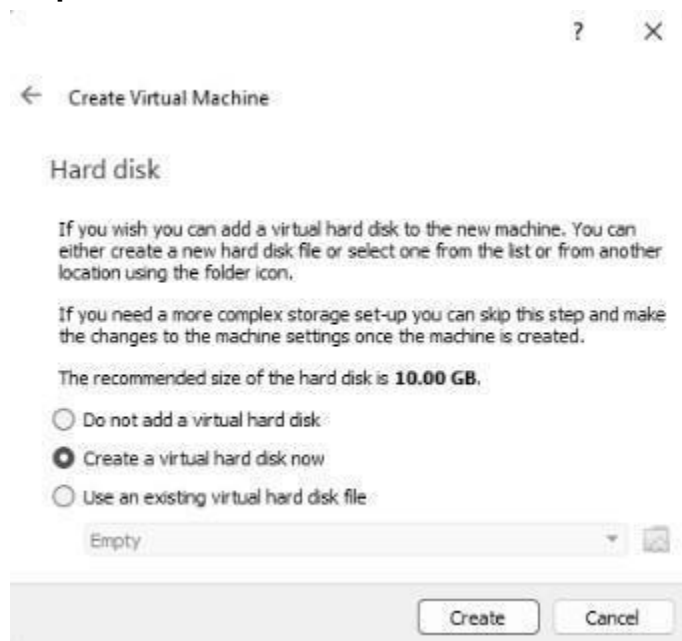 ?
Create Virtual Machine
Hard disk
If you wish you can add a virtual hard disk to the new machine. You can
either create a new hard disk file or select one from the list or from another
location using the folder icon.
If you need a more complex storage set-up you can skip this step and make
the changes to the machine settings once the machine is created.
The recommended size of the hard disk is 10.00 GB.
Do not add a virtual hard disk
Create a virtual hard disk now
Use an existing virtual hard disk file
Empty
Create Cancel